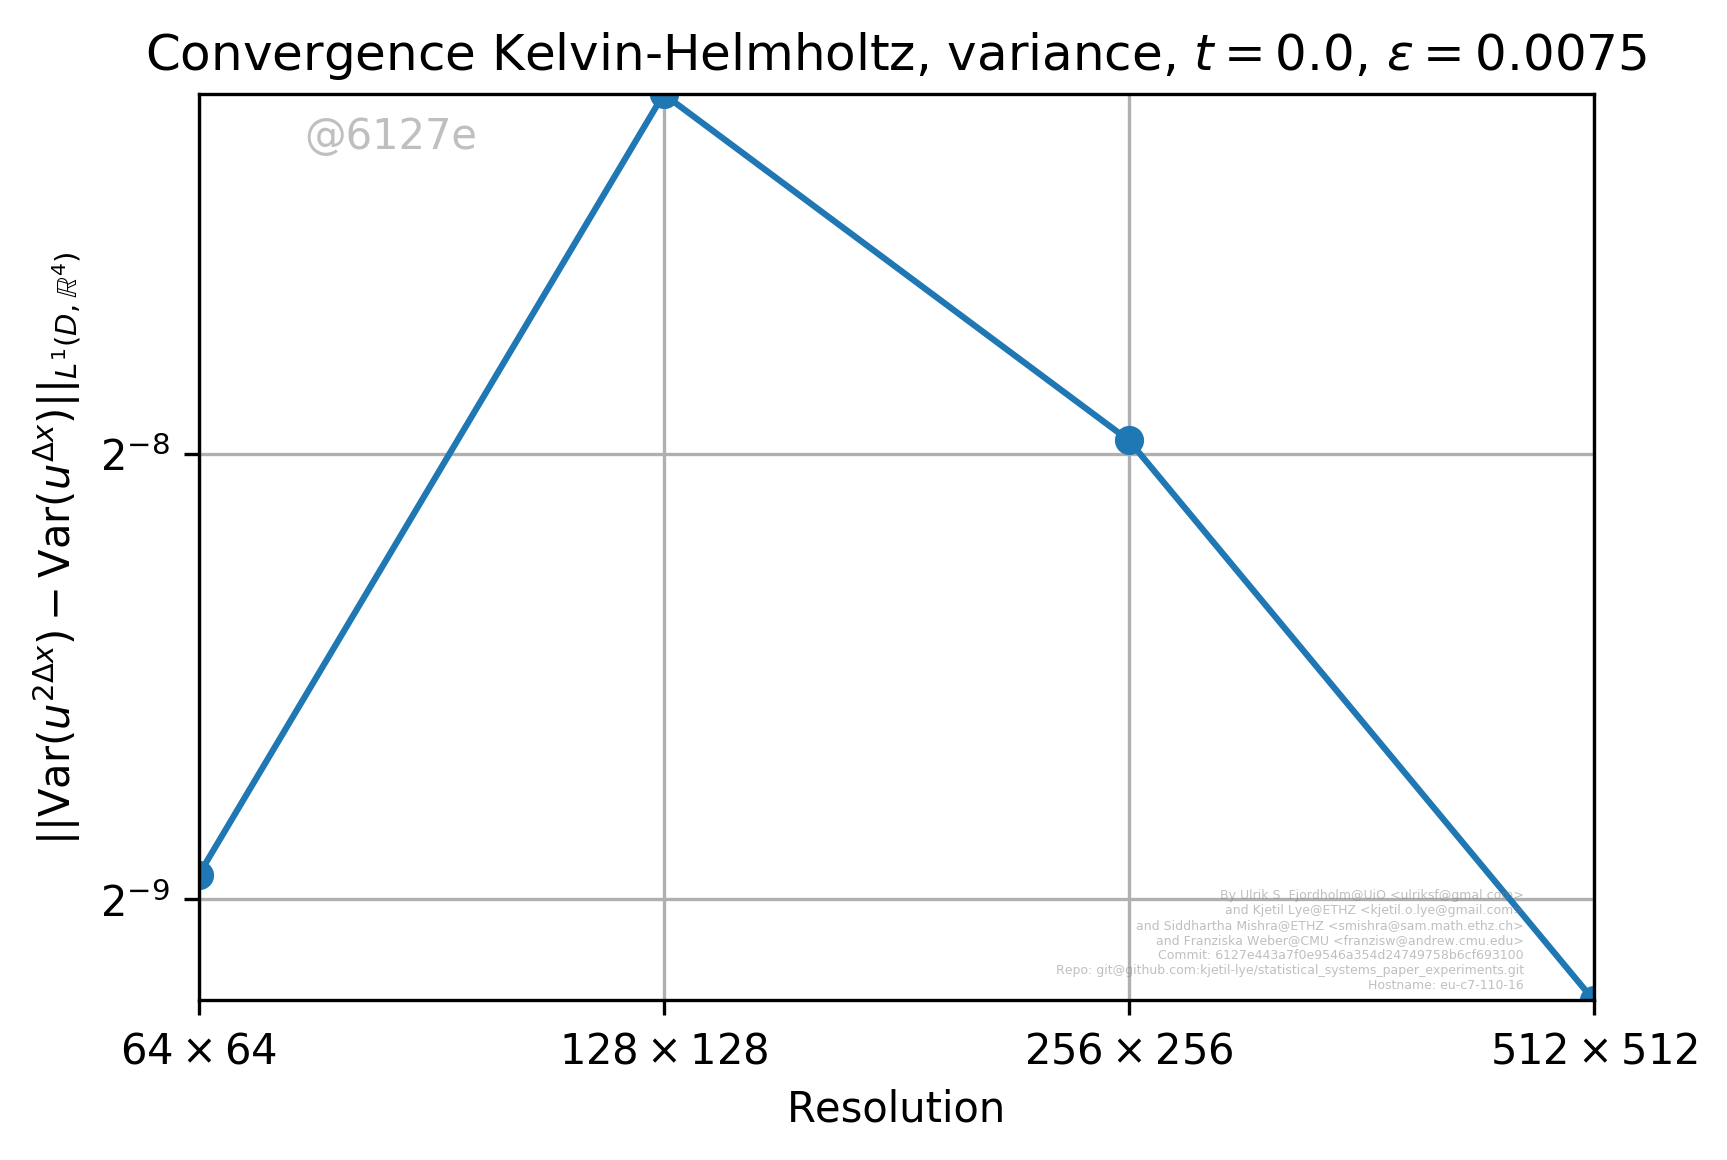 Convergence Kelvin-Helmholtz, variance, t = 0.0, ε = 0.0075
@6127e
||Var(u^{2Δx}) − Var(u^{Δx})||_{L^1(D, ℝ^4)}
2^{−8}
2^{−9}
By Ulrik S. Fjordholm@UiO <ulriksf@gmal.com>
and Kjetil Lye@ETHZ <kjetil.o.lye@gmail.com>
and Siddhartha Mishra@ETHZ <smishra@sam.math.ethz.ch>
and Franziska Weber@CMU <franzisw@andrew.cmu.edu>
Commit: 6127e443a7f0e9546a354d24749758b6cf693100
Repo: git@github.com:kjetil-lye/statistical_systems_paper_experiments.git
Hostname: eu-c7-110-16
64 × 64
128 × 128
256 × 256
512 × 512
Resolution